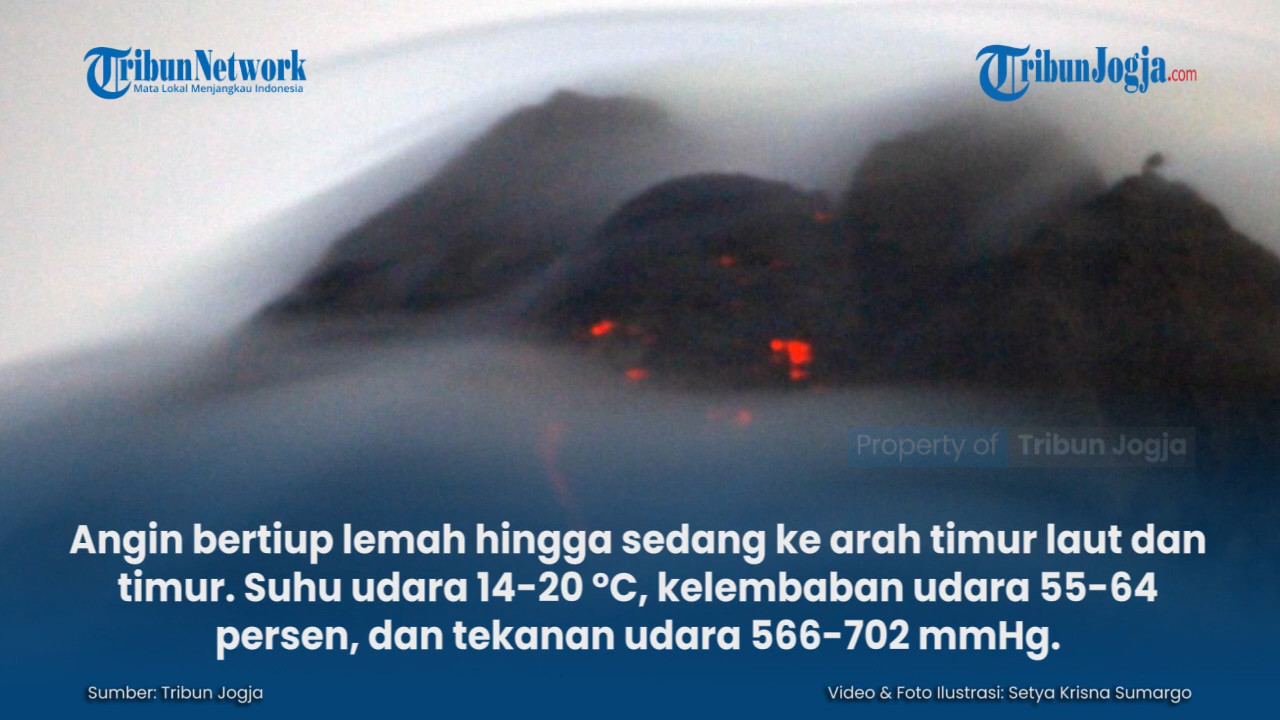 TribunNetwork
Mata Lokal Menjangkau Indonesia
TribunJogja.com
Property of Tribun Jogja
Angin bertiup lemah hingga sedang ke arah timur laut dan
timur. Suhu udara 14-20 °C, kelembaban udara 55-64
persen, dan tekanan udara 566-702 mmHg.
Sumber: Tribun Jogja
Video & Foto Ilustrasi: Setya Krisna Sumargo